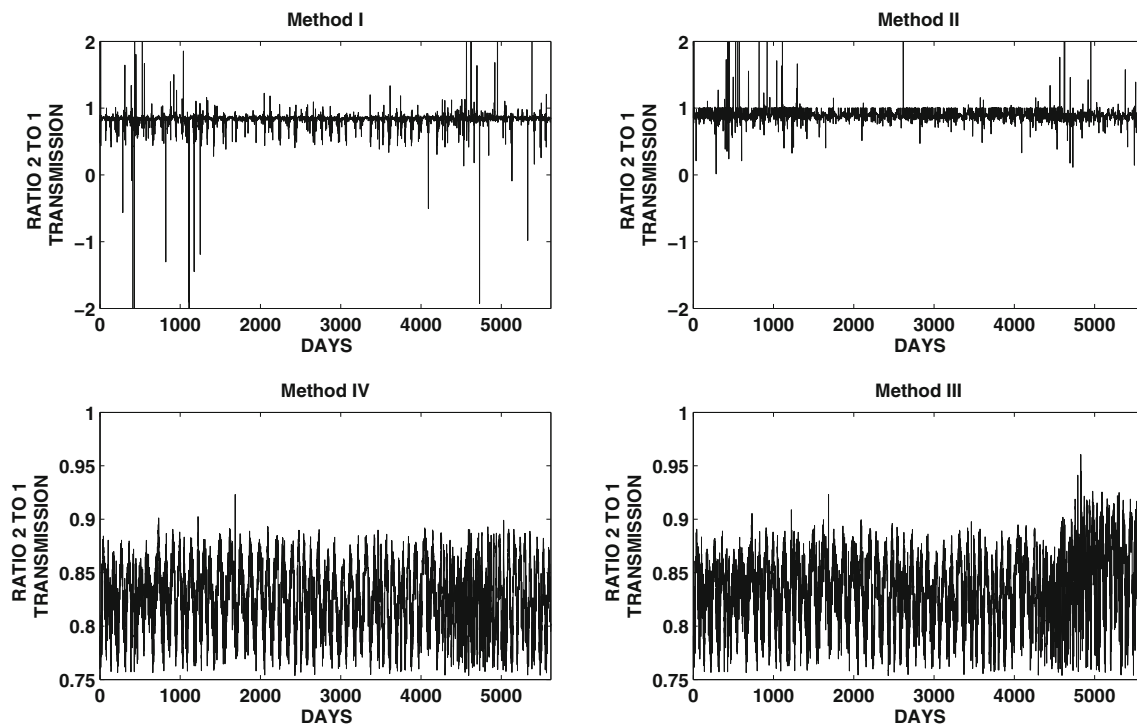 Method I
2
1
0
−1
−2
RATIO 2 TO 1
TRANSMISSION
0 1000 2000 3000 4000 5000
DAYS
Method II
2
1
0
−1
−2
RATIO 2 TO 1
TRANSMISSION
0 1000 2000 3000 4000 5000
DAYS
Method IV
1
0.95
0.9
0.85
0.8
0.75
RATIO 2 TO 1
TRANSMISSION
0 1000 2000 3000 4000 5000
DAYS
Method III
1
0.95
0.9
0.85
0.8
0.75
RATIO 2 TO 1
TRANSMISSION
0 1000 2000 3000 4000 5000
DAYS